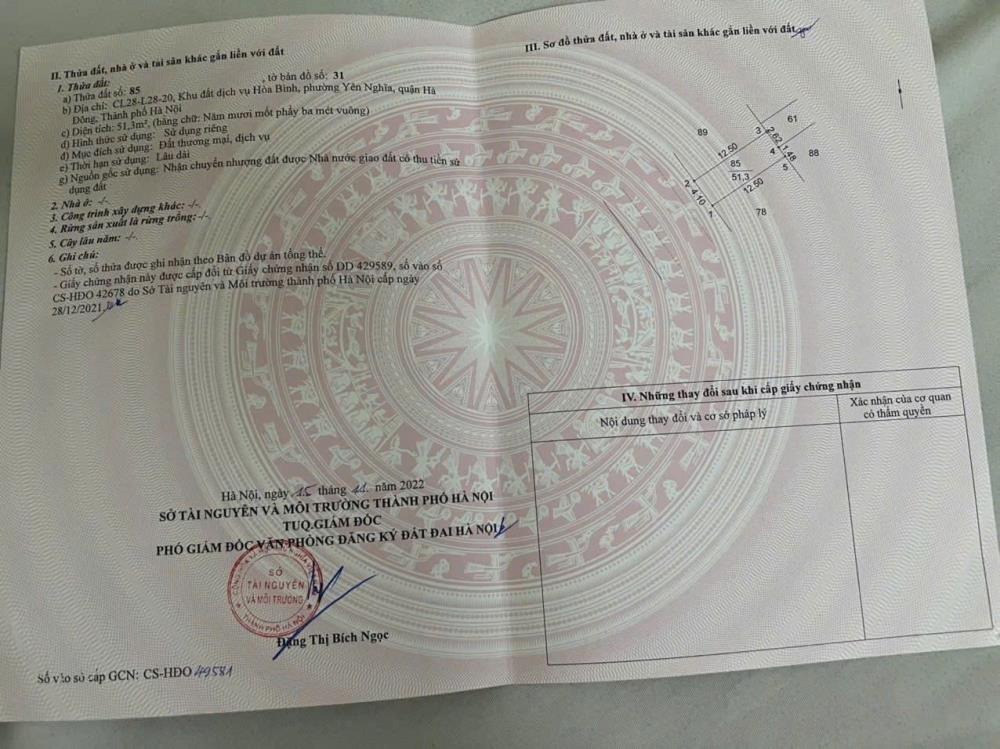 II. Thửa đất, nhà ở và tài sản khác gắn liền với đất
1. Thửa đất:
a) Thửa đất số: 85 , tờ bản đồ số: 31
b) Địa chỉ: CL28-L28-20, Khu đất dịch vụ Hòa Bình, phường Yên Nghĩa, quận Hà
Đông, Thành phố Hà Nội
c) Diện tích: 51,3m², (bằng chữ: Năm mươi mốt phẩy ba mét vuông)
d) Hình thức sử dụng: Sử dụng riêng
đ) Mục đích sử dụng: Đất thương mại, dịch vụ
e) Thời hạn sử dụng: Lâu dài
g) Nguồn gốc sử dụng: Nhận chuyển nhượng đất được Nhà nước giao đất có thu tiền sử
dụng đất
2. Nhà ở: -/-
3. Công trình xây dựng khác: -/-.
4. Rừng sản xuất là rừng trồng: -/-.
5. Cây lâu năm: -/-.
6. Ghi chú:
- Số tờ, số thửa được ghi nhận theo Bản đồ dự án tổng thể.
- Giấy chứng nhận này được cấp đổi từ Giấy chứng nhận số DD 429589, số vào sổ
CS-HĐO 42678 do Sở Tài nguyên và Môi trường thành phố Hà Nội cấp ngày
28/12/2021.
Hà Nội, ngày 15 tháng 11 năm 2022
SỞ TÀI NGUYÊN VÀ MÔI TRƯỜNG THÀNH PHỐ HÀ NỘI
TUQ.GIÁM ĐỐC
PHÓ GIÁM ĐỐC VĂN PHÒNG ĐĂNG KÝ ĐẤT ĐAI HÀ NỘI
SỞ
TÀI NGUYÊN
VÀ MÔI TRƯỜNG
THÀNH PHỐ HÀ NỘI
Đặng Thị Bích Ngọc
Số vào sổ cấp GCN: CS-HĐO 49581
III. Sơ đồ thửa đất, nhà ở và tài sản khác gắn liền với đất
89
61
3
2.62
12.50
4
1.48
88
85
51,3
5
2
4.10
12.50
1
78
IV. Những thay đổi sau khi cấp giấy chứng nhận
Nội dung thay đổi và cơ sở pháp lý
Xác nhận của cơ quan
có thẩm quyền